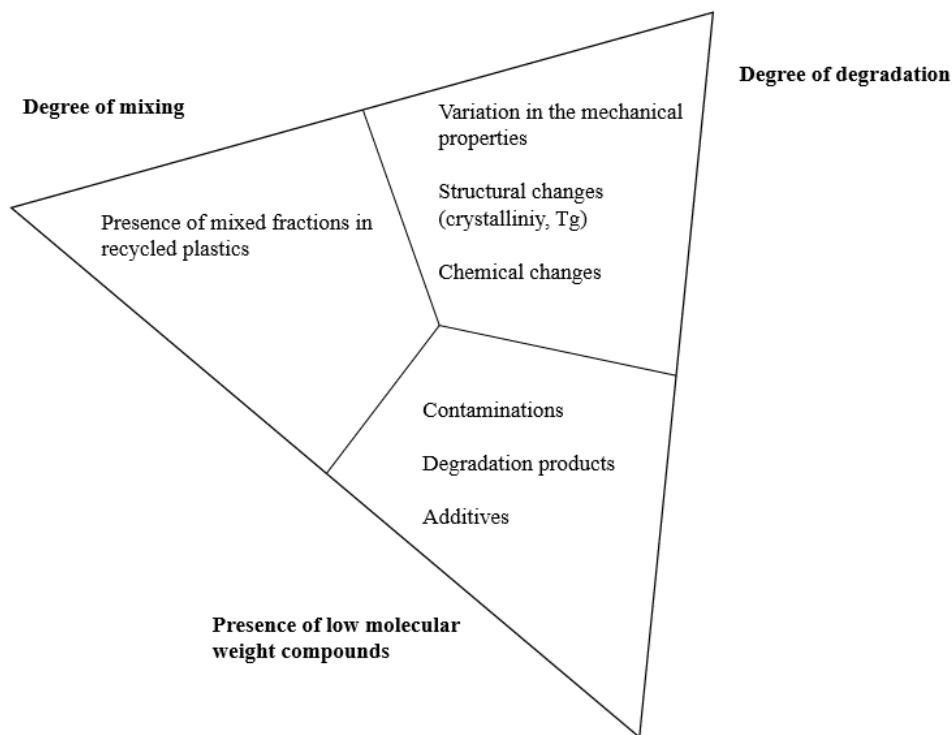 Degree of degradation
Degree of mixing
Variation in the mechanical
properties
Structural changes
(crystalliniy, Tg)
Chemical changes
Presence of mixed fractions in
recycled plastics
Contaminations
Degradation products
Additives
Presence of low molecular
weight compounds